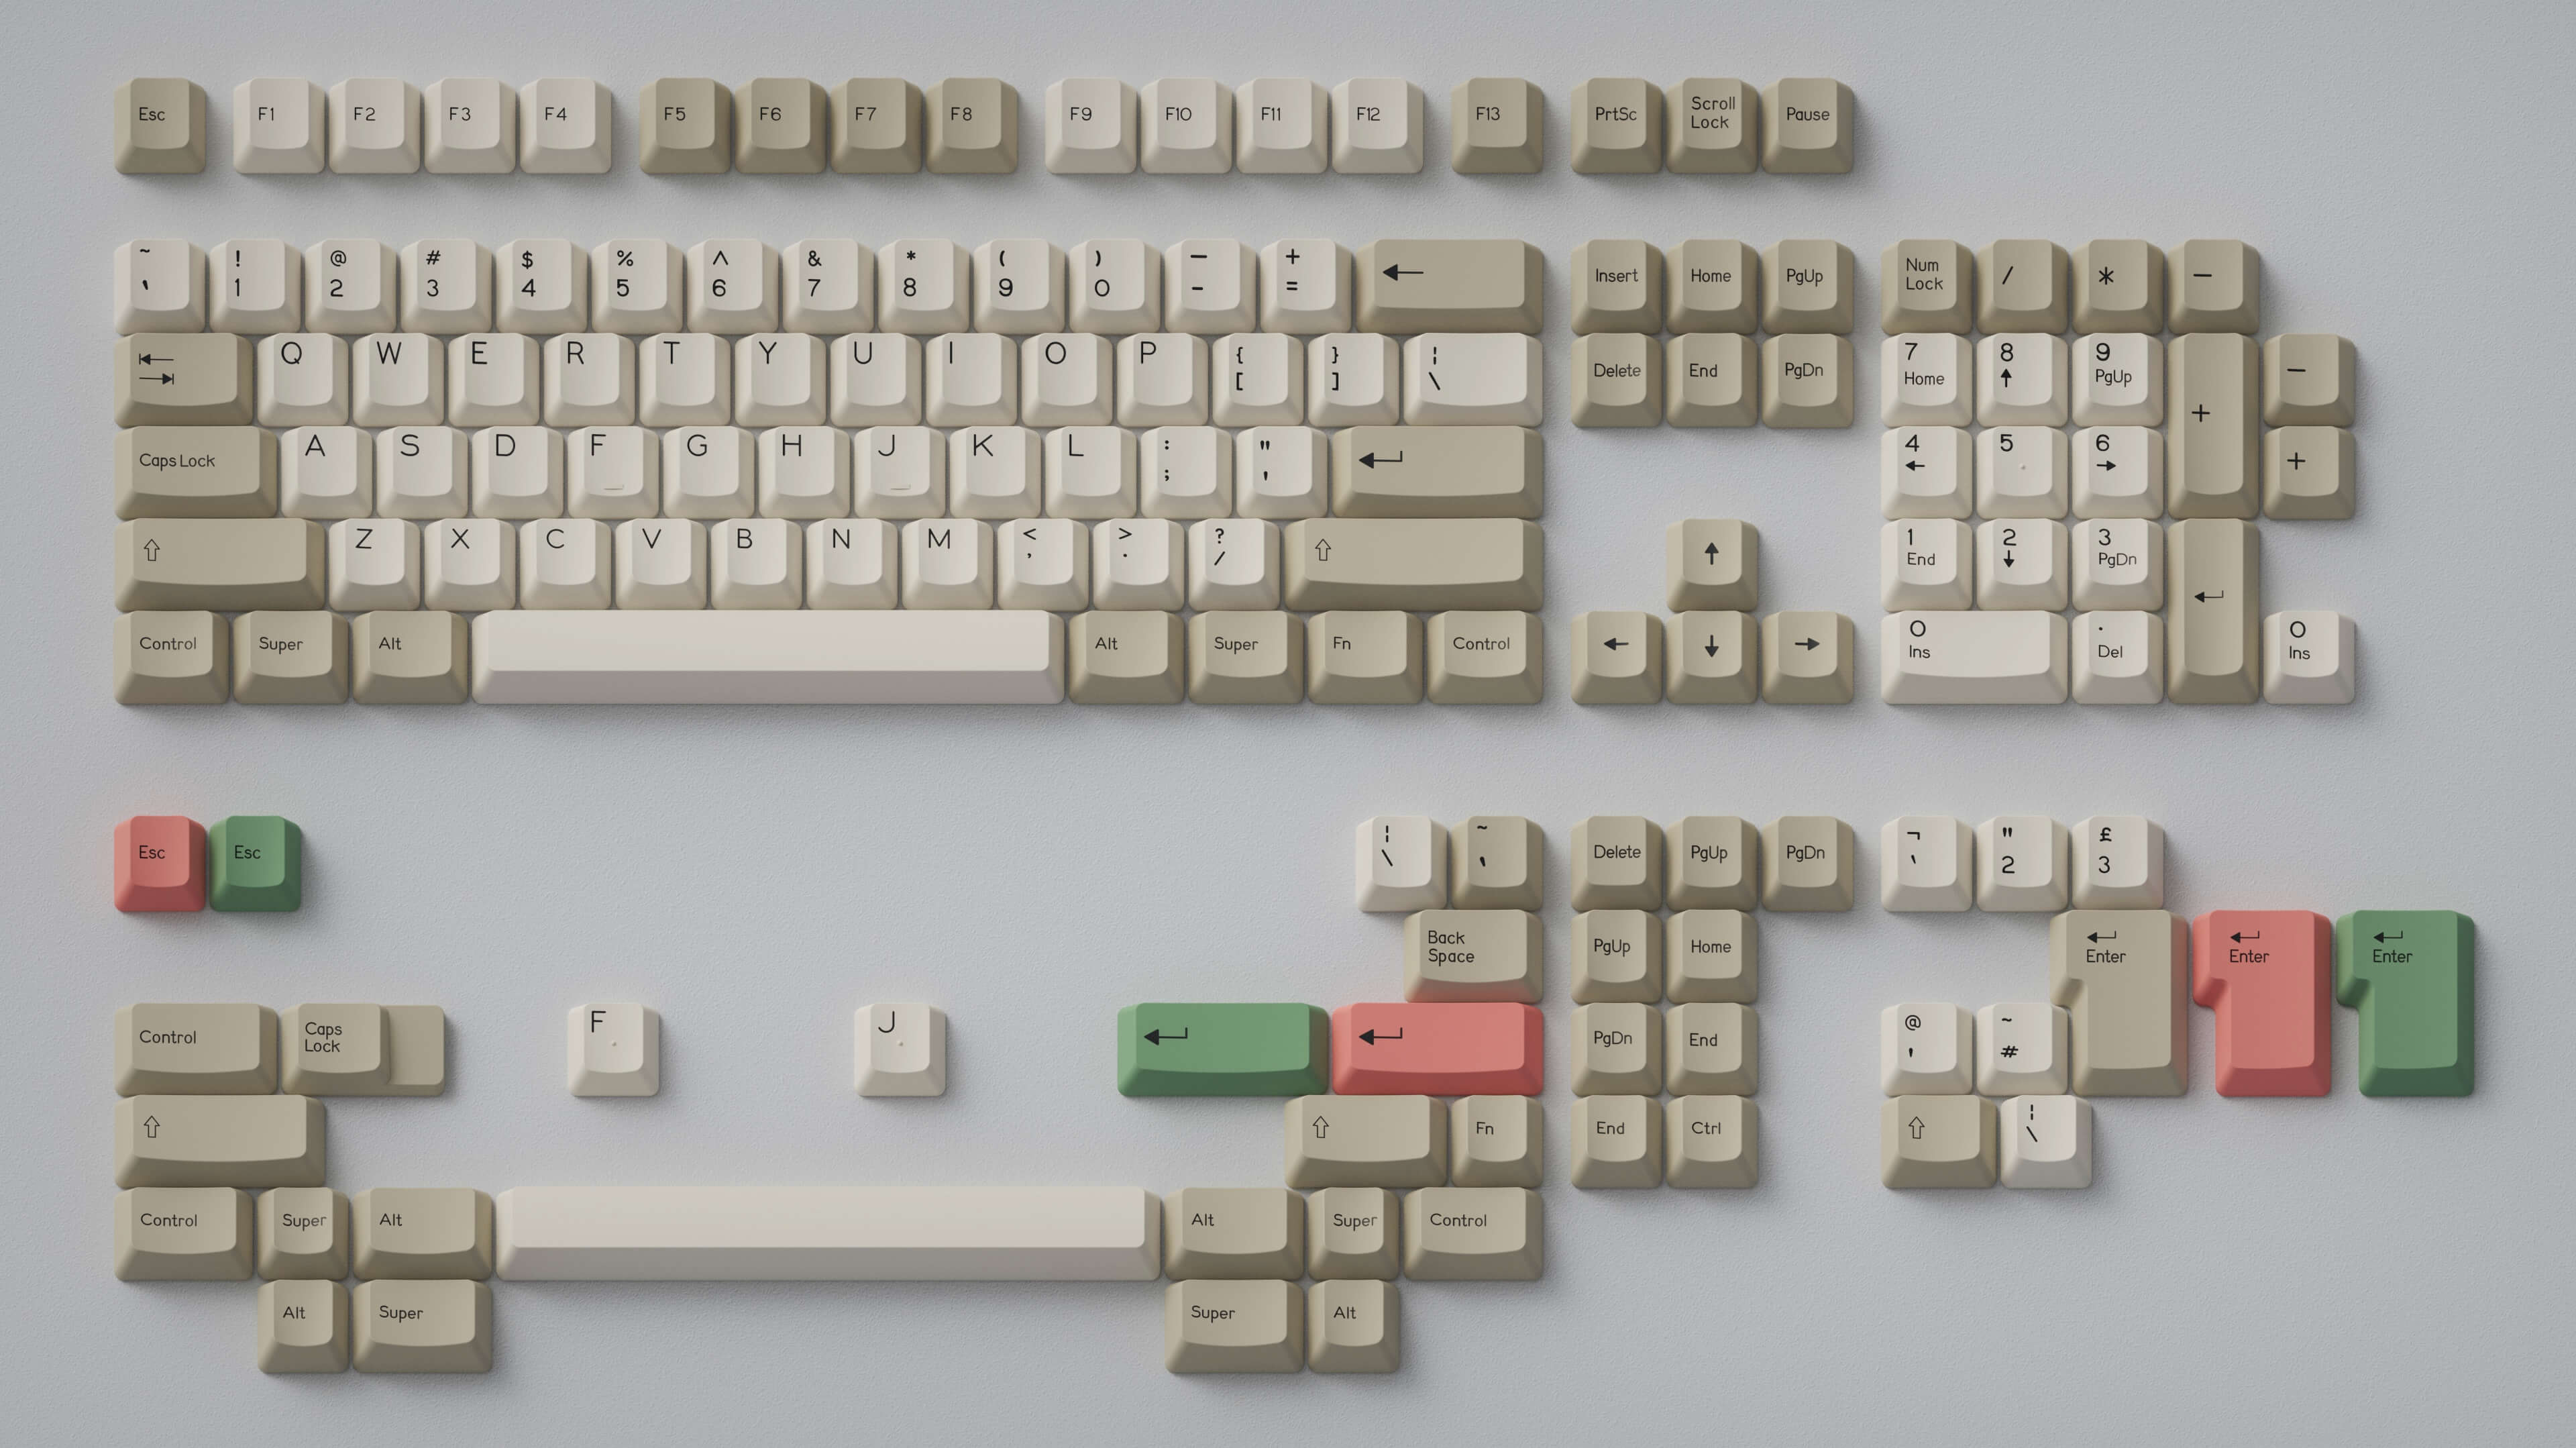 Esc F1 F2 F3 F4 F5 F6 F7 F8 F9 F10 F11 F12 F13 PrtSc Scroll Lock Pause
~ ! @ # $ % ^ & * ( ) — +
` 1 2 3 4 5 6 7 8 9 0 - = ← Insert Home PgUp Num Lock / * —
⇤ ⇥ Q W E R T Y U I O P { [ } ] ¦ \ Delete End PgDn 7 Home 8 ↑ 9 PgUp + —
Caps Lock A S D F G H J K L : ; " ' ↵ 4 ← 5 6 → +
⇧ Z X C V B N M < , > . ? / ⇧ ↑ 1 End 2 ↓ 3 PgDn ↵
Control Super Alt Alt Super Fn Control ← ↓ → 0 Ins . Del 0 Ins
Esc Esc ¦ \ ~ ` Delete PgUp PgDn ¬ ` " 2 £ 3
Back Space PgUp Home ↵ Enter ↵ Enter ↵ Enter
Control Caps Lock F J ↵ ↵ PgDn End @ ' ~ #
⇧ ⇧ Fn End Ctrl ⇧ ¦ \
Control Super Alt Alt Super Control
Alt Super Super Alt